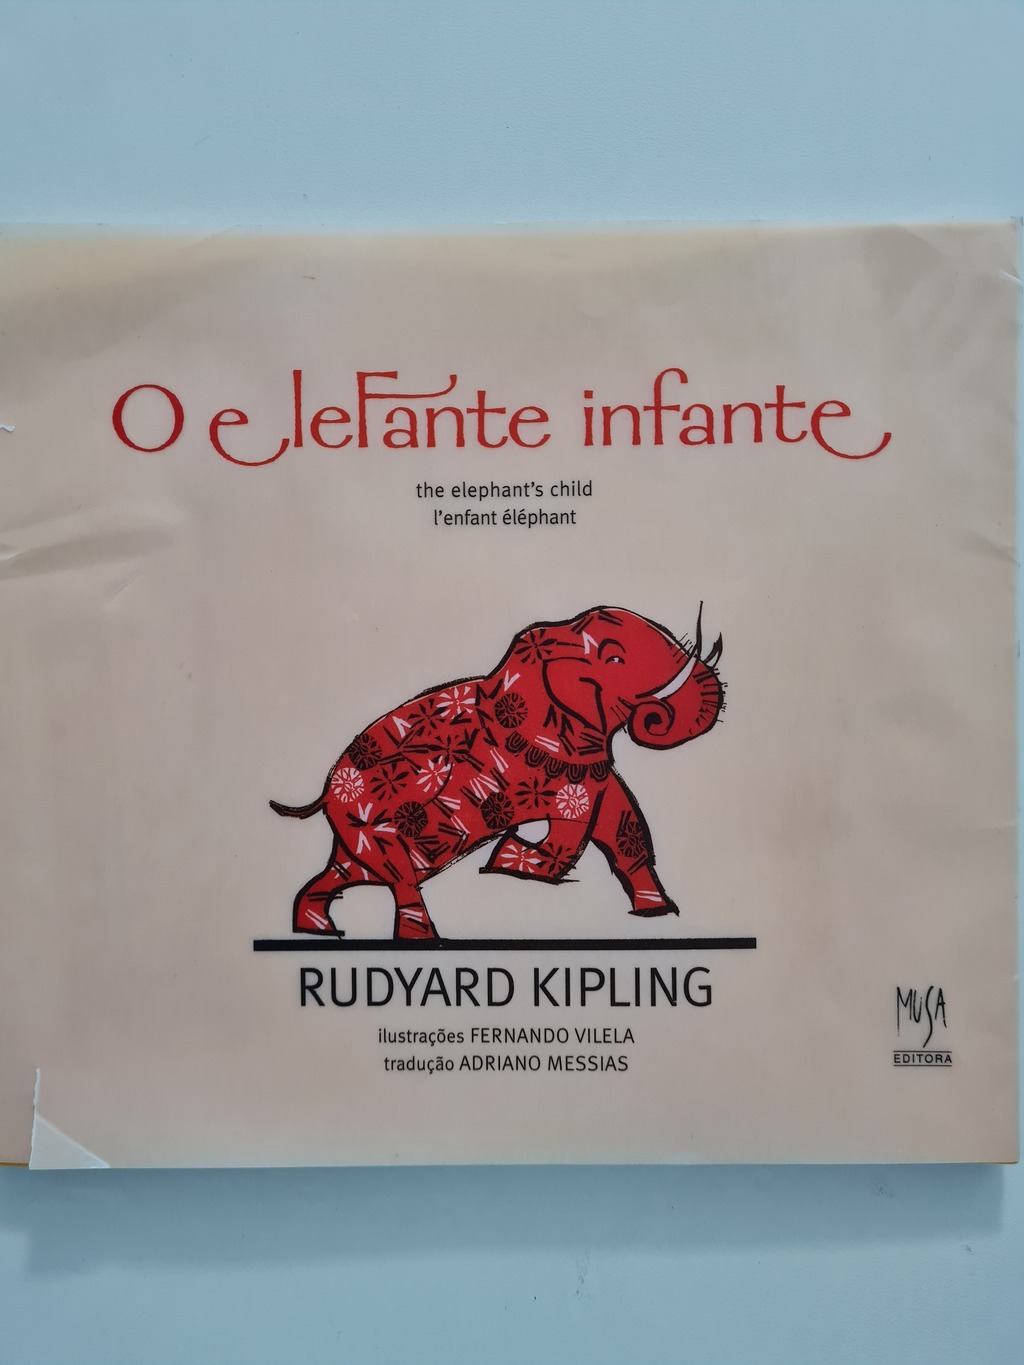 O elefante infante
the elephant's child
l'enfant éléphant
RUDYARD KIPLING
ilustrações FERNANDO VILELA
tradução ADRIANO MESSIAS
MUSA
EDITORA